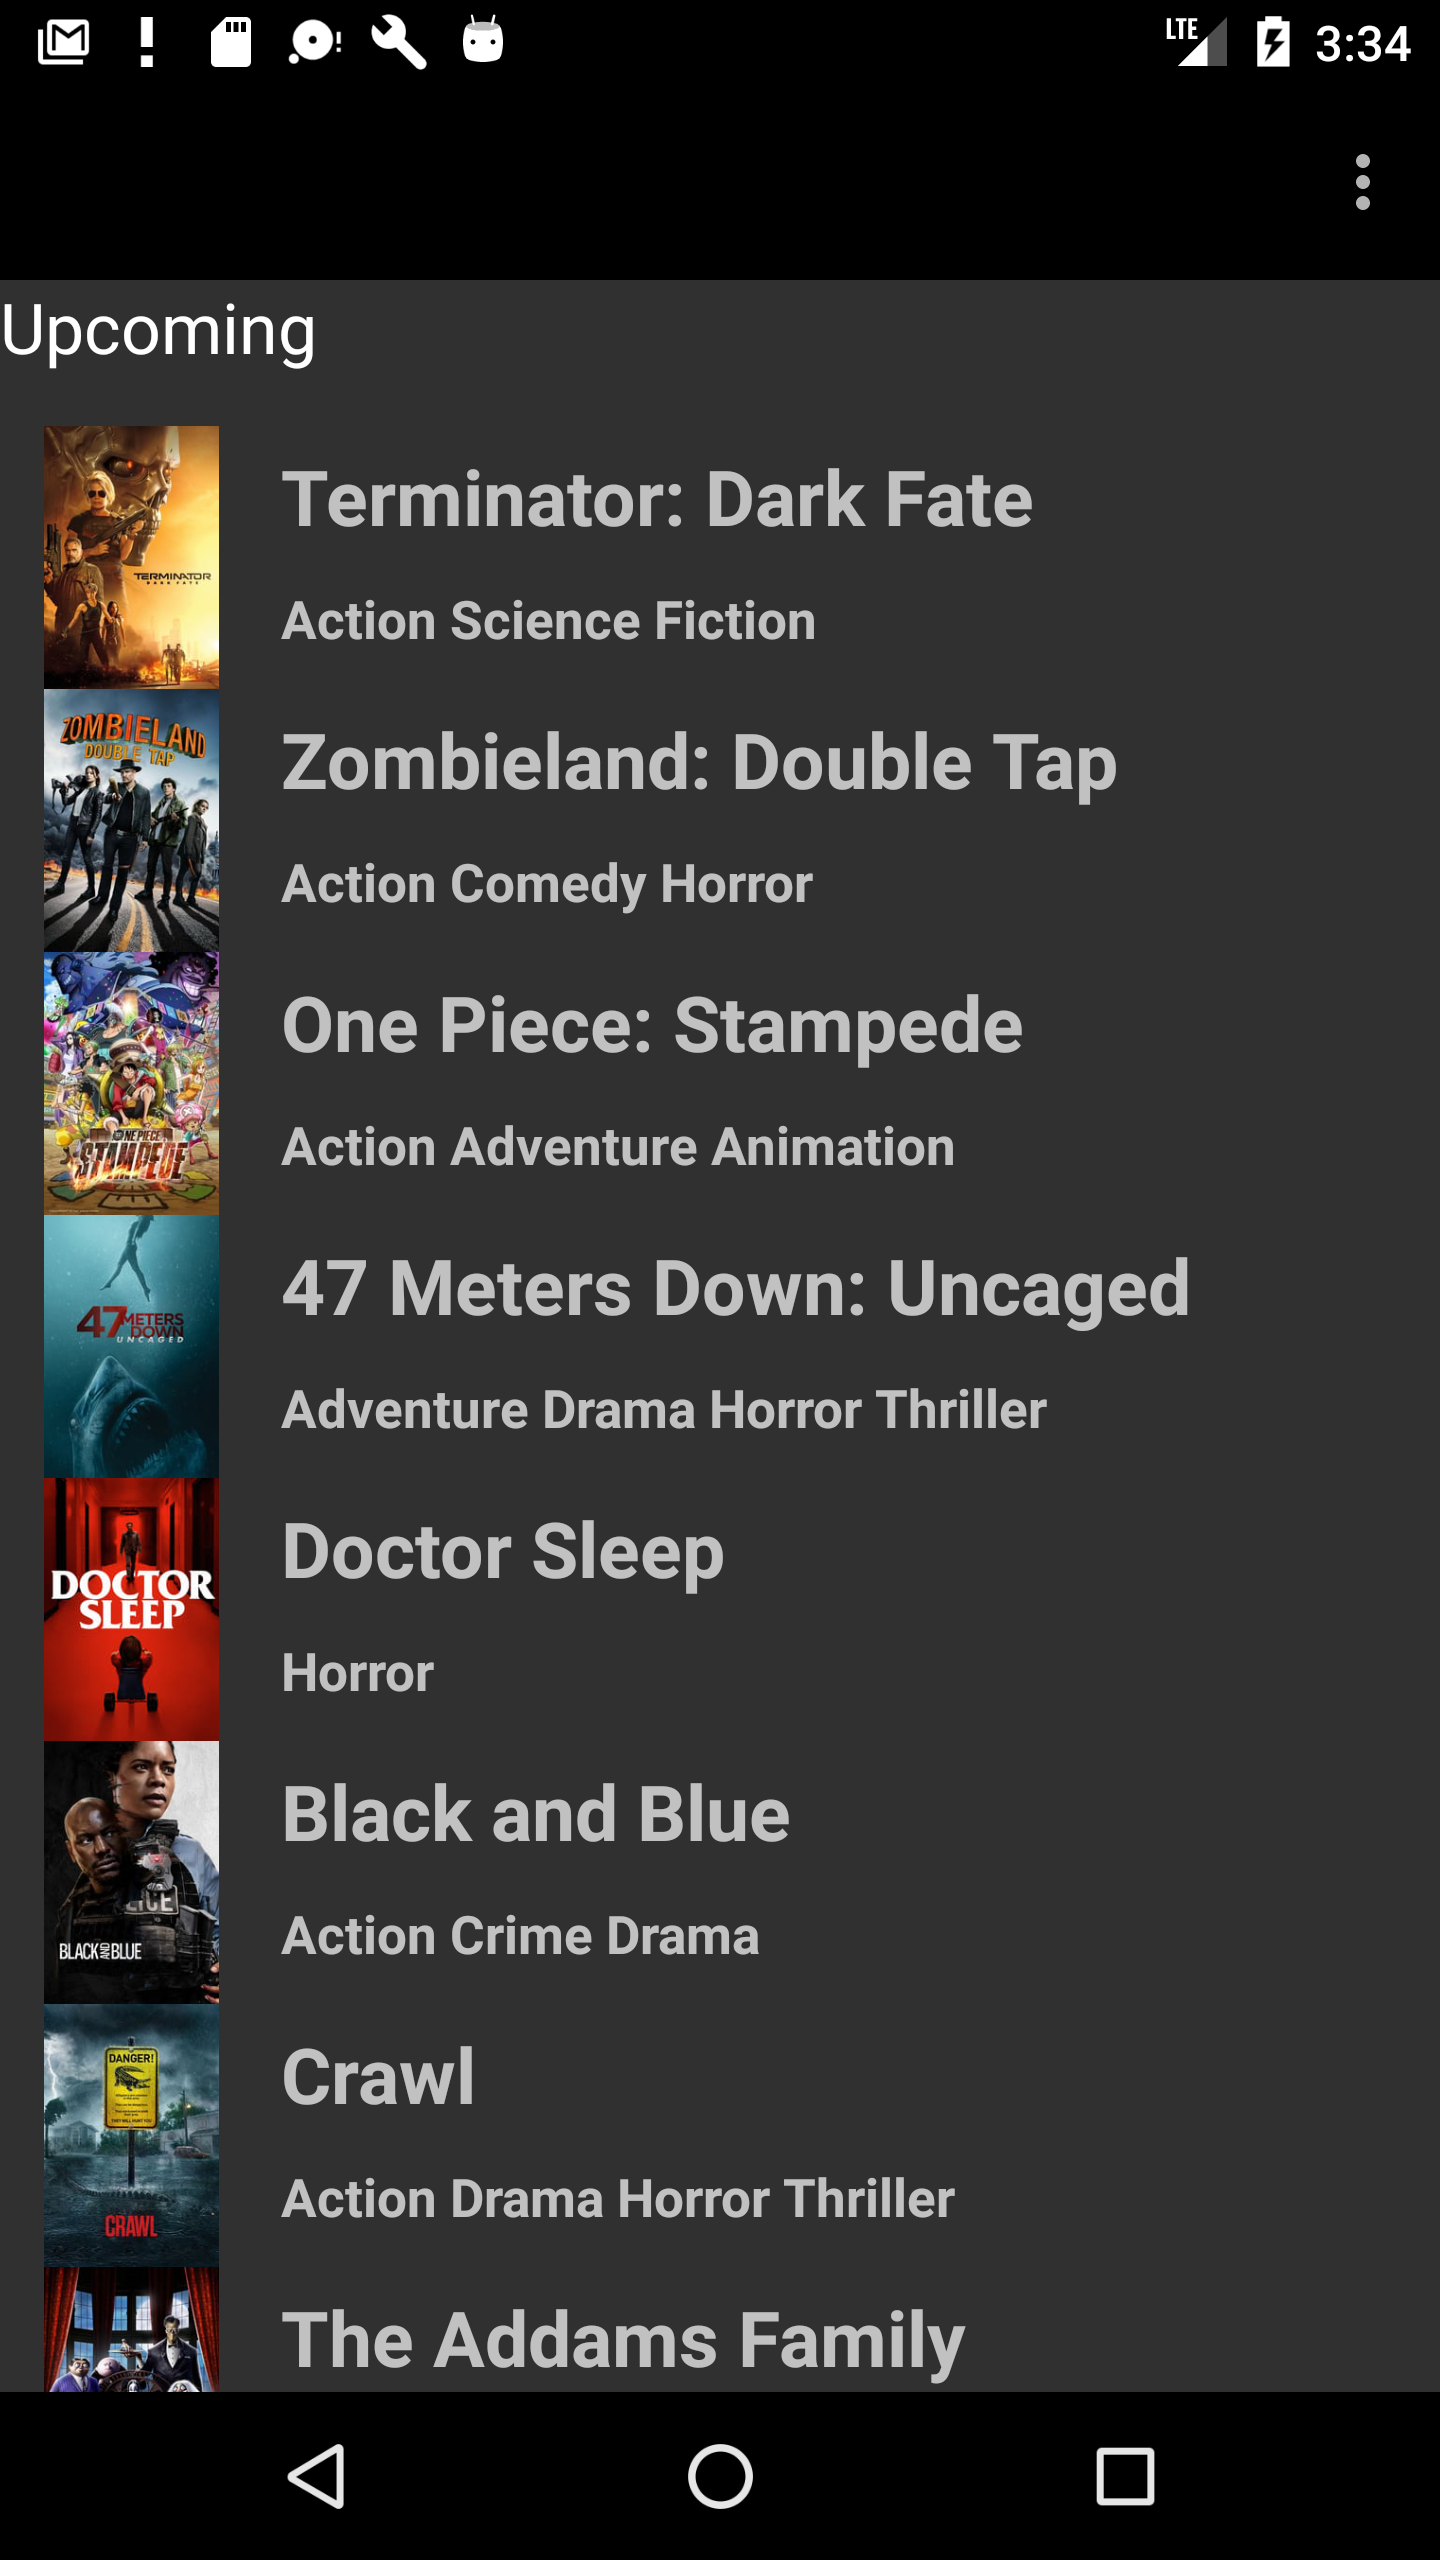 LTE 3:34
Upcoming
TERMINATOR
DARK FATE
Terminator: Dark Fate
Action Science Fiction
ZOMBIELAND
DOUBLE TAP
Zombieland: Double Tap
Action Comedy Horror
ONE PIECE
STAMPEDE
One Piece: Stampede
Action Adventure Animation
47 METERS
DOWN
UNCAGED
47 Meters Down: Uncaged
Adventure Drama Horror Thriller
DOCTOR
SLEEP
Doctor Sleep
Horror
BLACK AND BLUE
Black and Blue
Action Crime Drama
DANGER!
CRAWL
Crawl
Action Drama Horror Thriller
The Addams Family